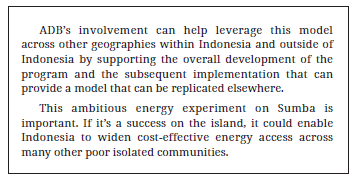 ADB's involvement can help leverage this model
across other geographies within Indonesia and outside of
Indonesia by supporting the overall development of the
program and the subsequent implementation that can
provide a model that can be replicated elsewhere.
This ambitious energy experiment on Sumba is
important. If it's a success on the island, it could enable
Indonesia to widen cost-effective energy access across
many other poor isolated communities.